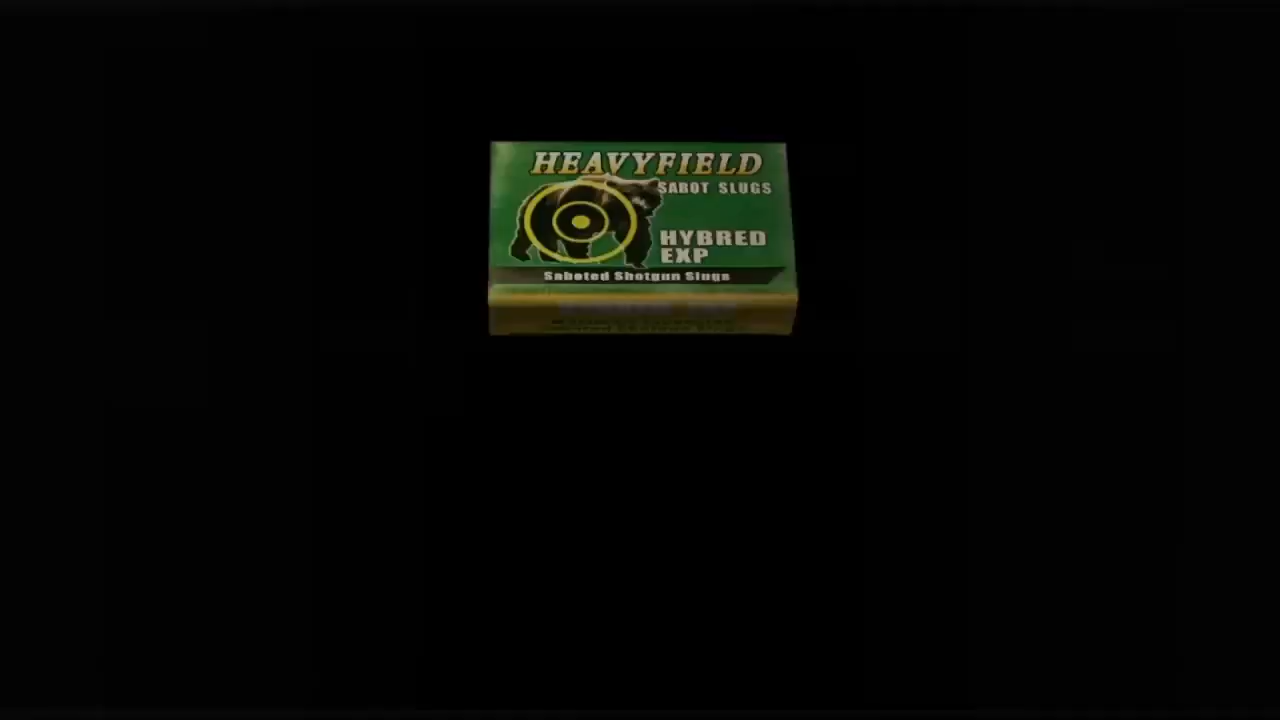 HEAVYFIELD
SABOT SLUGS
HYBRED
EXP
Saboted Shotgun Slugs